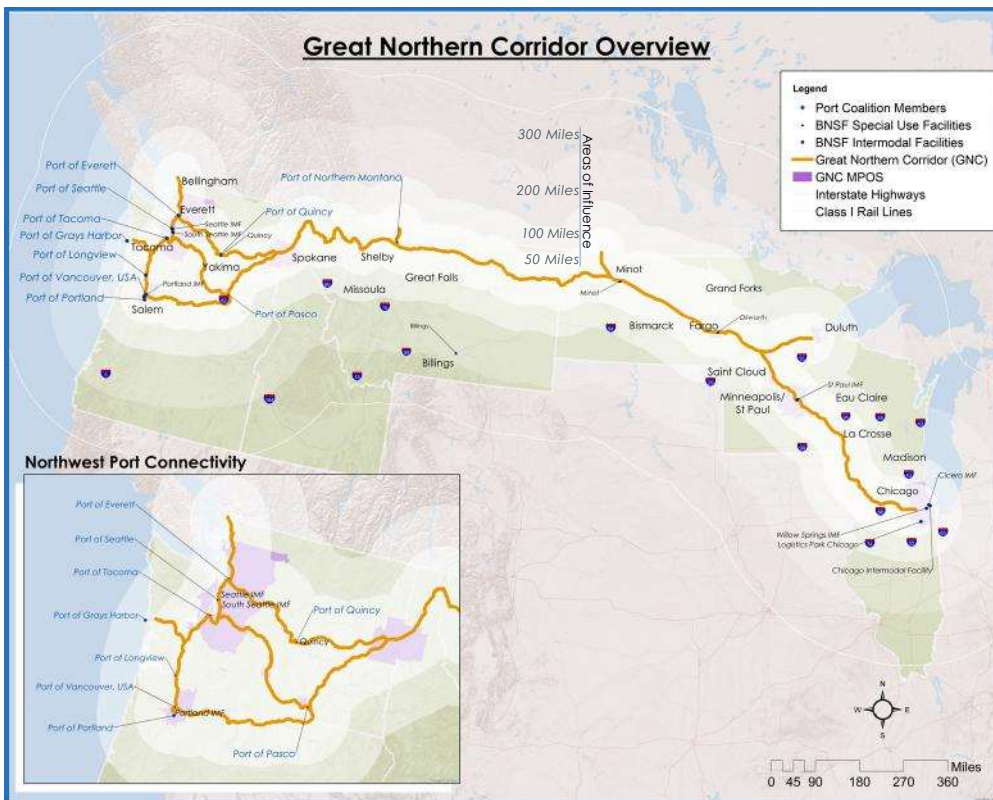 Great Northern Corridor Overview
Legend
Port Coalition Members
BNSF Special Use Facilities
BNSF Intermodal Facilities
Great Northern Corridor (GNC)
GNC MPOS
Interstate Highways
Class I Rail Lines
300 Miles
200 Miles
100 Miles
50 Miles
Areas of Influence
Port of Everett
Bellingham
Port of Seattle
Port of Northern Montana
Everett
Port of Tacoma
Seattle IMF
Port of Quincy
Port of Grays Harbor
South Seattle IMF
Quincy
Tacoma
Port of Longview
Yakima
Spokane
Shelby
Port of Vancouver, USA
Great Falls
Minot
Portland IMF
Missoula
Minot
Grand Forks
Port of Portland
Salem
Port of Pasco
Bismarck
Fargo
Dilworth
Duluth
Billings
Billings
Saint Cloud
St Paul IMF
Minneapolis/
St Paul
Eau Claire
La Crosse
Madison
Cicero IMF
Chicago
Willow Springs IMF
Logistics Park Chicago
Chicago Intermodal Facility
Northwest Port Connectivity
Port of Everett
Port of Seattle
Port of Tacoma
Seattle IMF
South Seattle IMF
Port of Grays Harbor
Port of Quincy
Quincy
Port of Longview
Port of Vancouver, USA
Portland IMF
Port of Portland
Port of Pasco
N
W
E
S
Miles
0 45 90 180 270 360